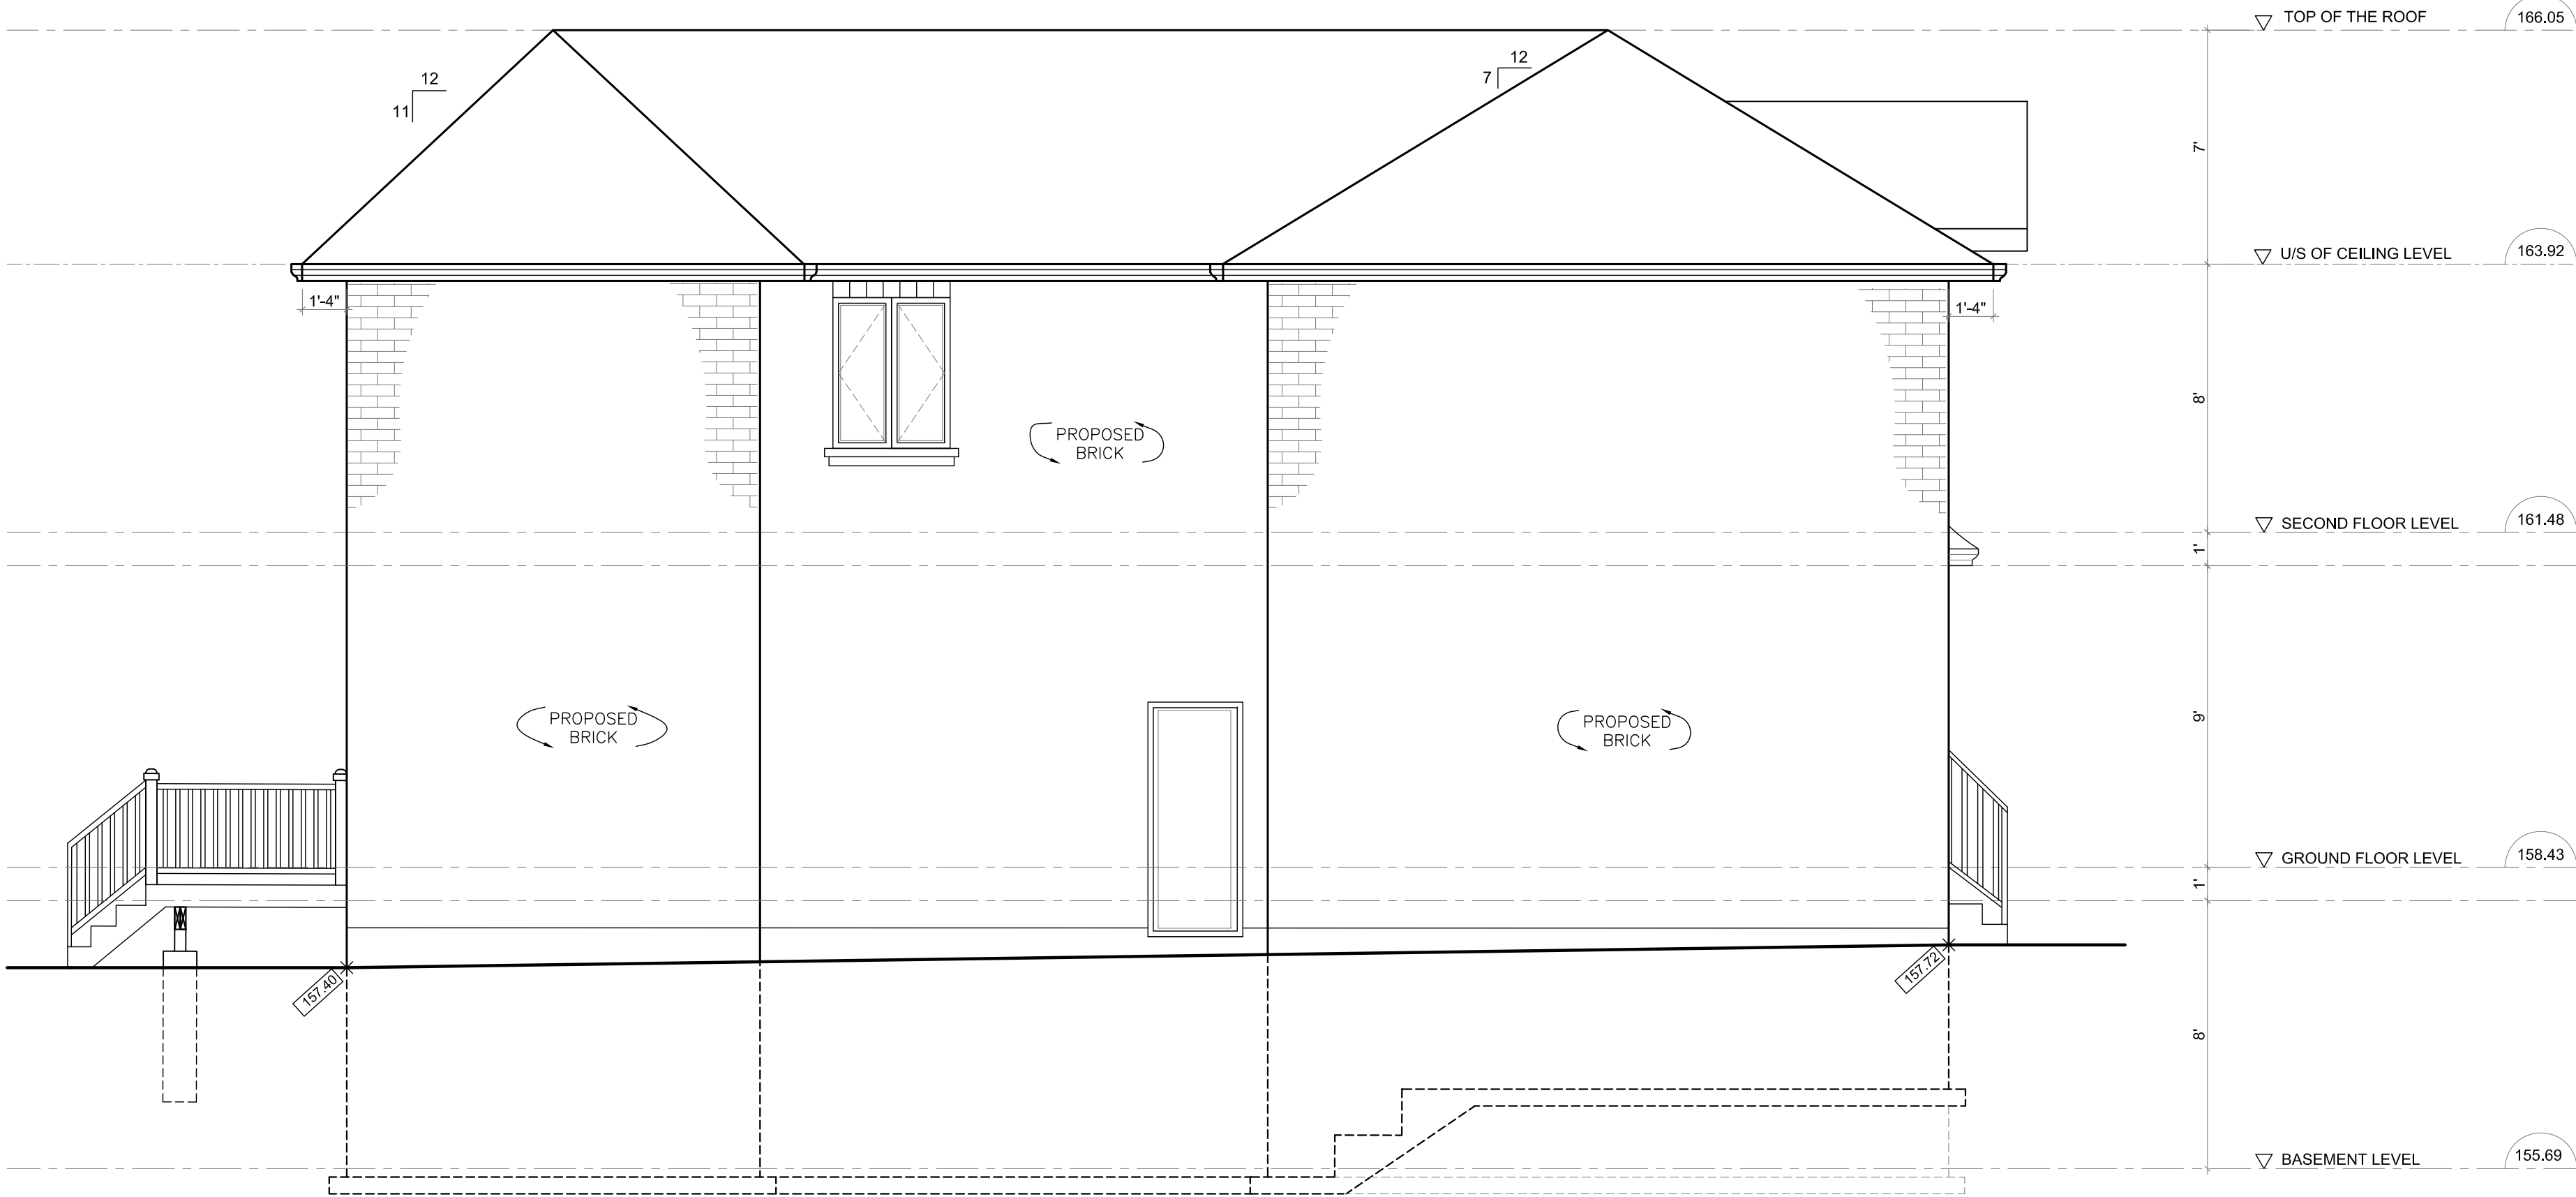 TOP OF THE ROOF 166.05
12
11
12
7
7'
U/S OF CEILING LEVEL 163.92
1'-4"
1'-4"
8'
PROPOSED
BRICK
SECOND FLOOR LEVEL 161.48
1'
9'
PROPOSED
BRICK
PROPOSED
BRICK
GROUND FLOOR LEVEL 158.43
1'
157.40
157.72
8'
BASEMENT LEVEL 155.69